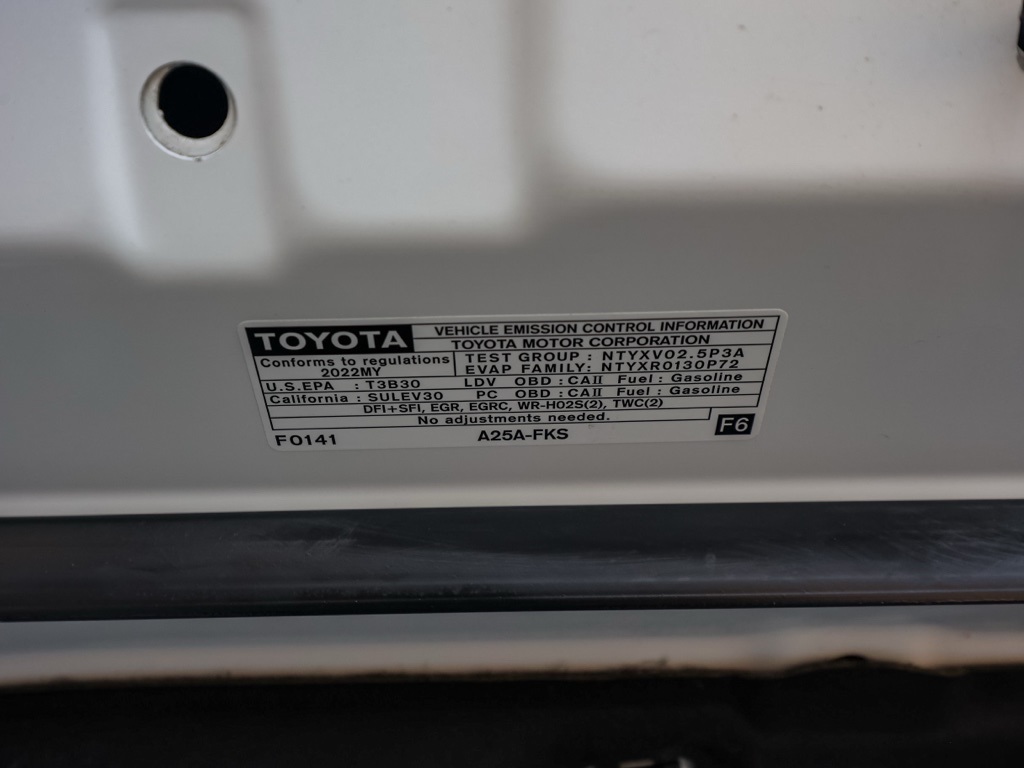 TOYOTA
VEHICLE EMISSION CONTROL INFORMATION
TOYOTA MOTOR CORPORATION
Conforms to regulations
2022MY
TEST GROUP : NTYXV02.5P3A
EVAP FAMILY: NTYXR0130P72
U.S.EPA : T3B30 LDV OBD : CAII Fuel : Gasoline
California : SULEV30 PC OBD : CAII Fuel : Gasoline
DFI+SFI, EGR, EGRC, WR-HO2S(2), TWC(2)
No adjustments needed.
F0141 A25A-FKS F6